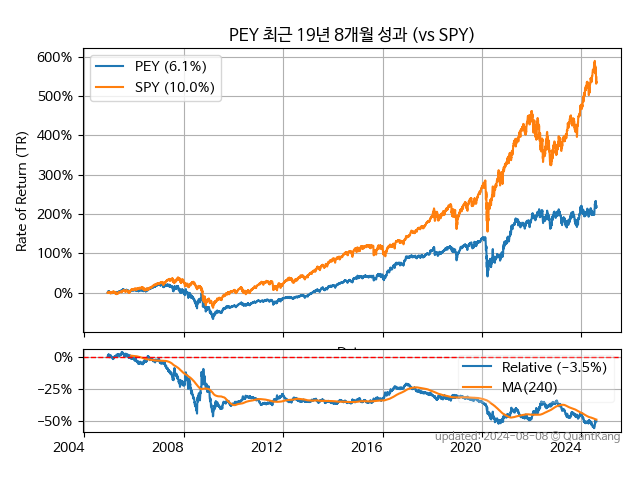 PEY 최근 19년 8개월 성과 (vs SPY)
PEY (6.1%)
SPY (10.0%)
Rate of Return (TR)
600%
500%
400%
300%
200%
100%
0%
Relative (−3.5%)
MA(240)
0%
−25%
−50%
2004
2008
2012
2016
2020
2024
updated: 2024-08-08 © QuantKang